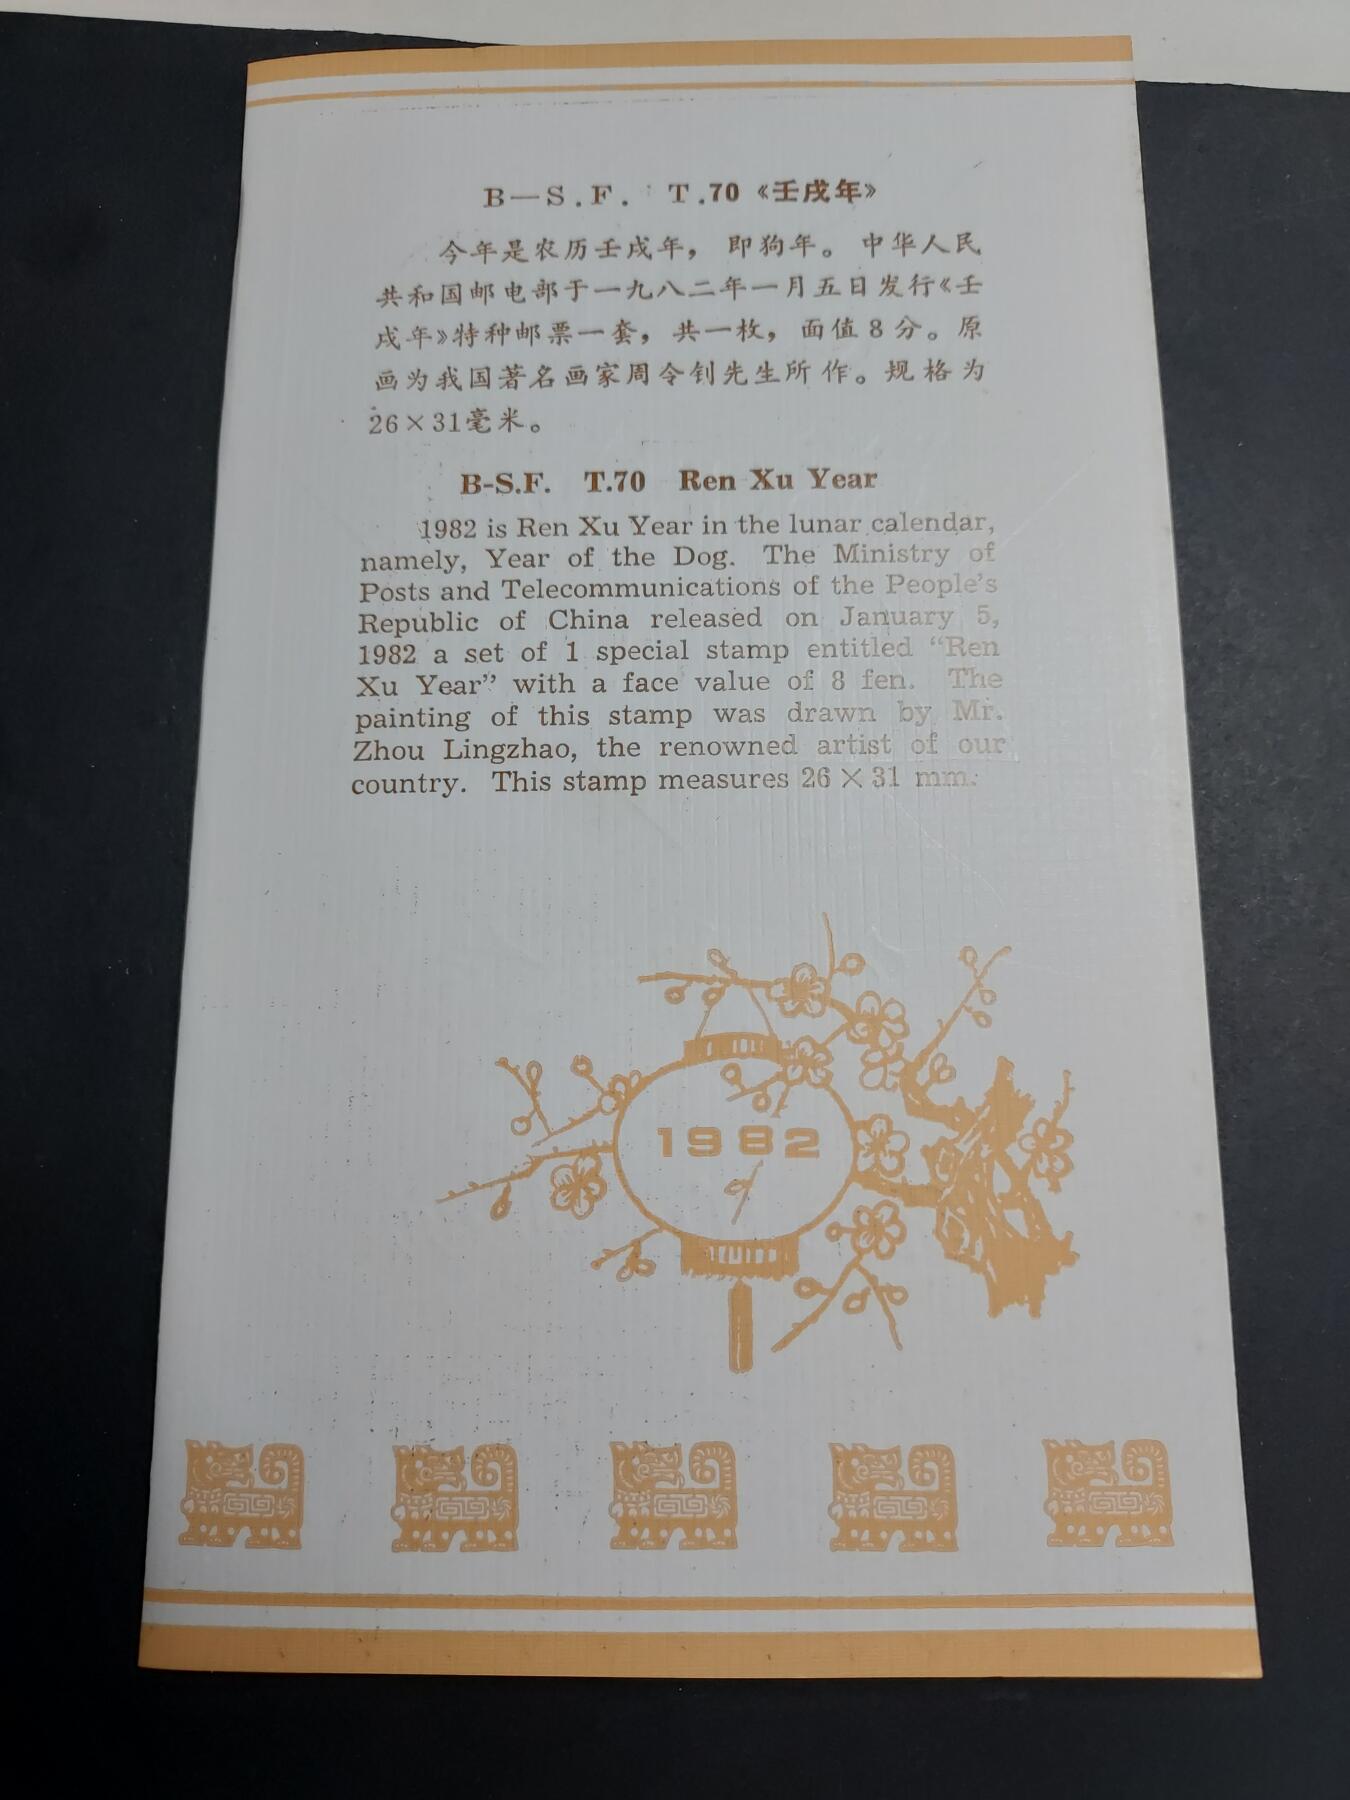 B—S.F. T.70《壬戌年》
今年是农历壬戌年，即狗年。中华人民
共和国邮电部于一九八二年一月五日发行《壬
戌年》特种邮票一套，共一枚，面值8分。原
画为我国著名画家周令钊先生所作。规格为
26×31毫米。
B-S.F. T.70 Ren Xu Year
1982 is Ren Xu Year in the lunar calendar,
namely, Year of the Dog. The Ministry of
Posts and Telecommunications of the People's
Republic of China released on January 5,
1982 a set of 1 special stamp entitled “Ren
Xu Year” with a face value of 8 fen. The
painting of this stamp was drawn by Mr.
Zhou Lingzhao, the renowned artist of our
country. This stamp measures 26×31 mm.
1982